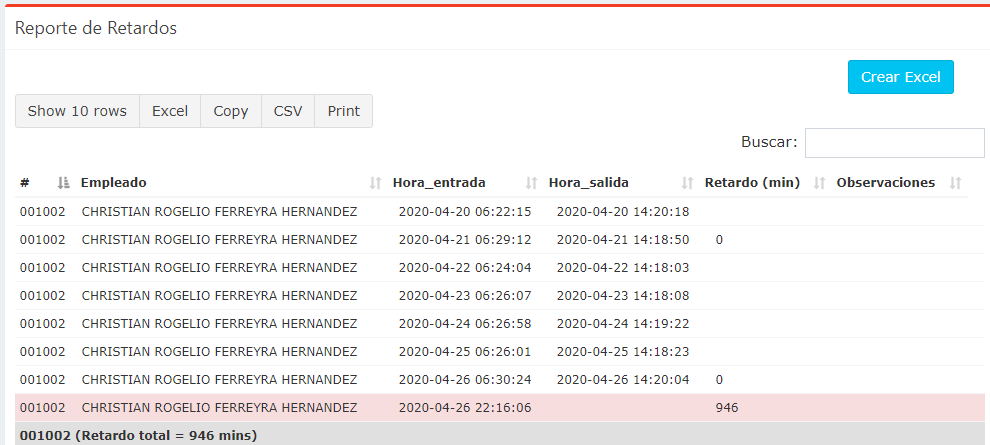 Reporte de Retardos
Crear Excel
Show 10 rows Excel Copy CSV Print
Buscar:
# Empleado Hora_entrada Hora_salida Retardo (min) Observaciones
001002 CHRISTIAN ROGELIO FERREYRA HERNANDEZ 2020-04-20 06:22:15 2020-04-20 14:20:18
001002 CHRISTIAN ROGELIO FERREYRA HERNANDEZ 2020-04-21 06:29:12 2020-04-21 14:18:50 0
001002 CHRISTIAN ROGELIO FERREYRA HERNANDEZ 2020-04-22 06:24:04 2020-04-22 14:18:03
001002 CHRISTIAN ROGELIO FERREYRA HERNANDEZ 2020-04-23 06:26:07 2020-04-23 14:18:08
001002 CHRISTIAN ROGELIO FERREYRA HERNANDEZ 2020-04-24 06:26:58 2020-04-24 14:19:22
001002 CHRISTIAN ROGELIO FERREYRA HERNANDEZ 2020-04-25 06:26:01 2020-04-25 14:18:23
001002 CHRISTIAN ROGELIO FERREYRA HERNANDEZ 2020-04-26 06:30:24 2020-04-26 14:20:04 0
001002 CHRISTIAN ROGELIO FERREYRA HERNANDEZ 2020-04-26 22:16:06 946
001002 (Retardo total = 946 mins)